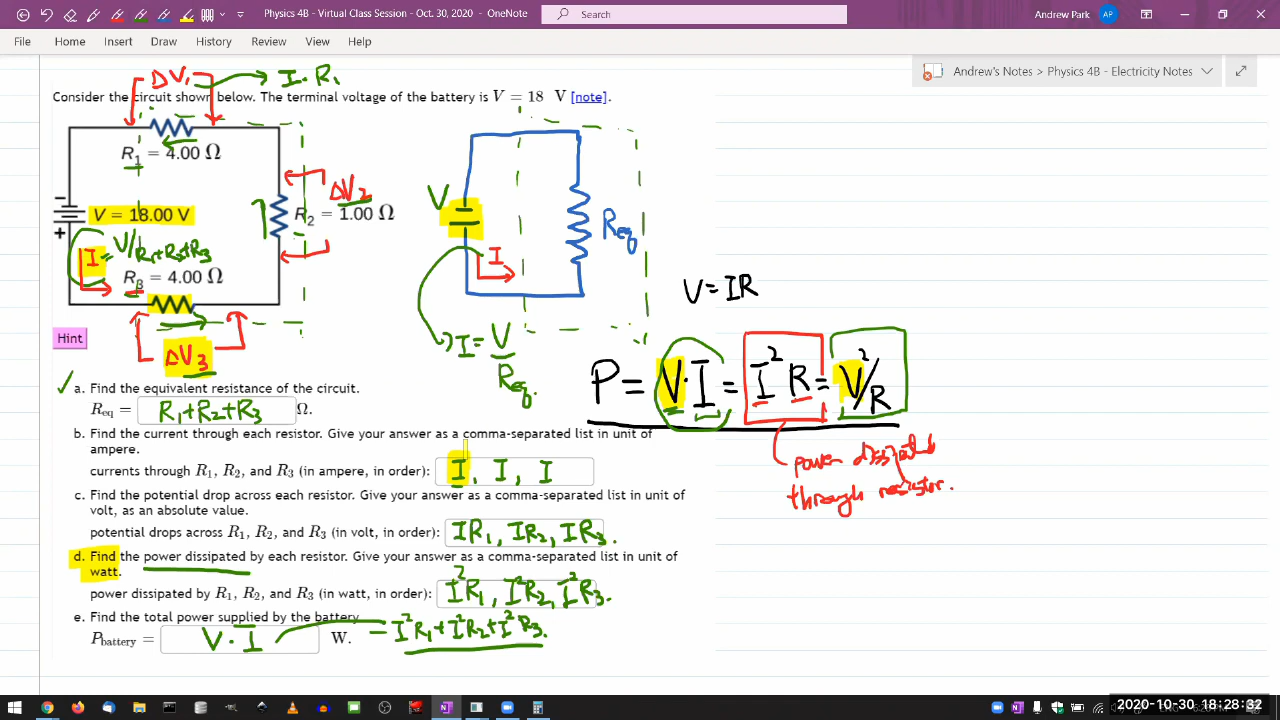 Physics 4B - Virtual Class Session - Oct. 30, 2020 - OneNote
Search
Andrew Park
AP
File Home Insert Draw History Review View Help
Andrew's Notes » Physics 4B - Electricity Notes
ΔV₁ → I·R₁
Consider the circuit shown below. The terminal voltage of the battery is V = 18 V [note].
R₁ = 4.00 Ω
ΔV₂
R₂ = 1.00 Ω
V = 18.00 V
I = V/R₁+R₂+R₃
R₃ = 4.00 Ω
ΔV₃
V
Req
I
I = V/Req.
V = IR
P = V·I = I²R = V²/R
power dissipated
through resistor.
Hint
✓ a. Find the equivalent resistance of the circuit.
Req = R₁+R₂+R₃ Ω.
b. Find the current through each resistor. Give your answer as a comma-separated list in unit of
ampere.
currents through R₁, R₂, and R₃ (in ampere, in order): I, I, I
c. Find the potential drop across each resistor. Give your answer as a comma-separated list in unit of
volt, as an absolute value.
potential drops across R₁, R₂, and R₃ (in volt, in order): IR₁, IR₂, IR₃.
d. Find the power dissipated by each resistor. Give your answer as a comma-separated list in unit of
watt.
power dissipated by R₁, R₂, and R₃ (in watt, in order): I²R₁, I²R₂, I²R₃.
e. Find the total power supplied by the battery
Pbattery = V·I W. = I²R₁+I²R₂+I²R₃.
2020-10-30 18:28:32